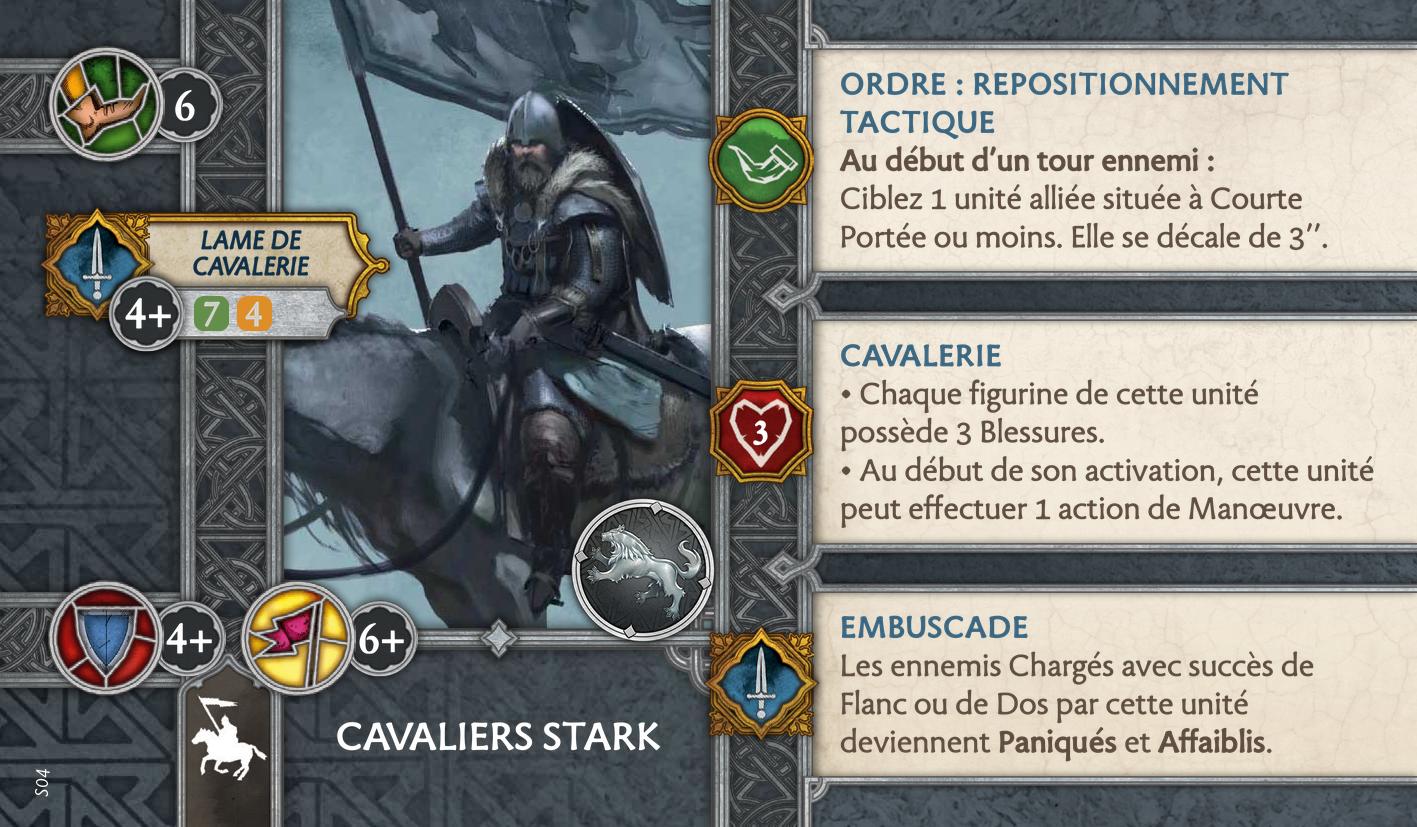 6
LAME DE
CAVALERIE
4+ 7 4
4+ 6+
CAVALIERS STARK
S04
ORDRE : REPOSITIONNEMENT
TACTIQUE
Au début d’un tour ennemi :
Ciblez 1 unité alliée située à Courte
Portée ou moins. Elle se décale de 3’’.
3
CAVALERIE
• Chaque figurine de cette unité
possède 3 Blessures.
• Au début de son activation, cette unité
peut effectuer 1 action de Manœuvre.
EMBUSCADE
Les ennemis Chargés avec succès de
Flanc ou de Dos par cette unité
deviennent Paniqués et Affaiblis.